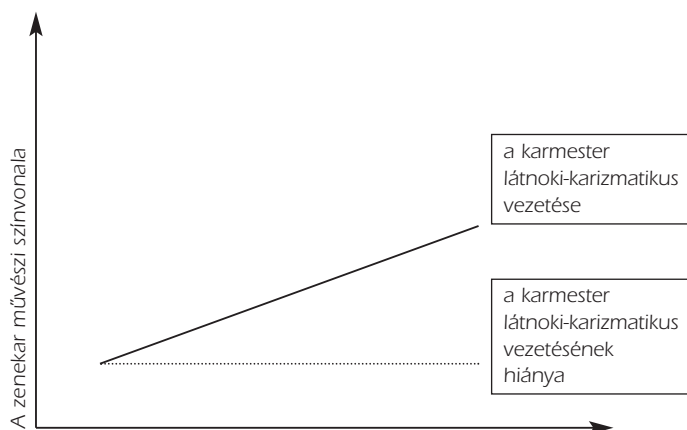 A zenekar művészi színvonala
a karmester
látnoki-karizmatikus
vezetése
a karmester
látnoki-karizmatikus
vezetésének
hiánya